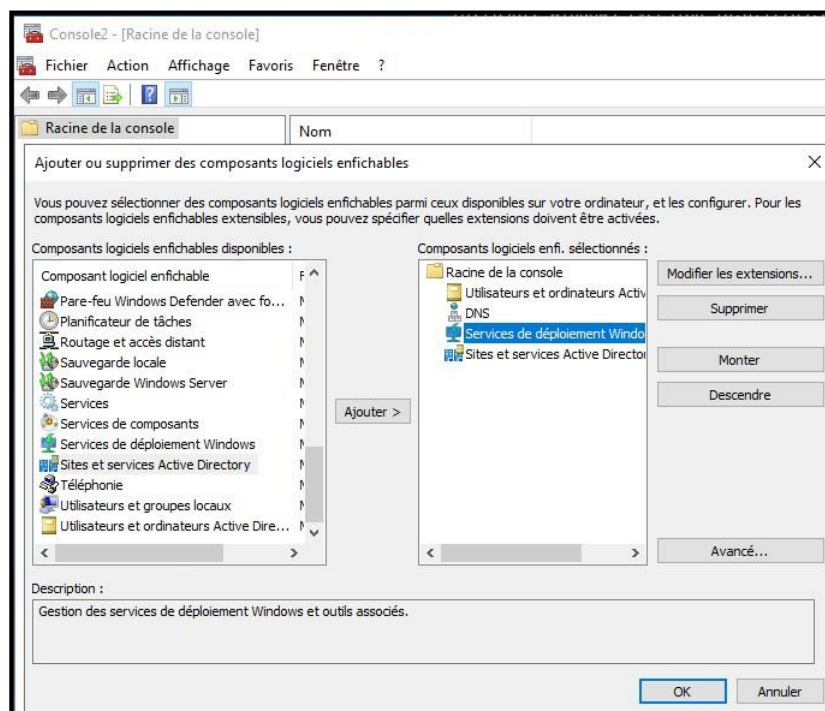 Console2 - [Racine de la console]
Fichier Action Affichage Favoris Fenêtre ?
Racine de la console
Nom
Ajouter ou supprimer des composants logiciels enfichables
Vous pouvez sélectionner des composants logiciels enfichables parmi ceux disponibles sur votre ordinateur, et les configurer. Pour les
composants logiciels enfichables extensibles, vous pouvez spécifier quelles extensions doivent être activées.
Composants logiciels enfichables disponibles :
Composant logiciel enfichable
Pare-feu Windows Defender avec fo...
Planificateur de tâches
Routage et accès distant
Sauvegarde locale
Sauvegarde Windows Server
Services
Services de composants
Services de déploiement Windows
Sites et services Active Directory
Téléphonie
Utilisateurs et groupes locaux
Utilisateurs et ordinateurs Active Dire...
Ajouter >
Composants logiciels enfi. sélectionnés :
Racine de la console
Utilisateurs et ordinateurs Activ
DNS
Services de déploiement Windo
Sites et services Active Director
Modifier les extensions...
Supprimer
Monter
Descendre
Avancé...
Description :
Gestion des services de déploiement Windows et outils associés.
OK
Annuler